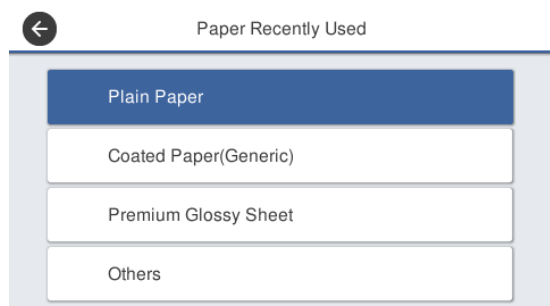 Paper Recently Used
Plain Paper
Coated Paper(Generic)
Premium Glossy Sheet
Others